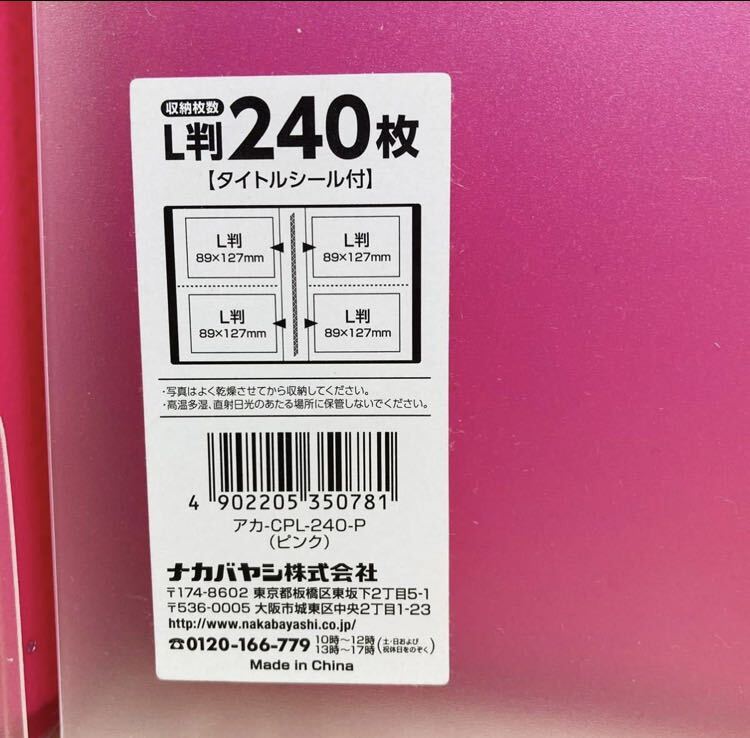 収納枚数
L判240枚
【タイトルシール付】
L判
89×127mm
L判
89×127mm
L判
89×127mm
L判
89×127mm
・写真はよく乾燥させてから収納してください。
・高温多湿、直射日光のあたる場所に保管しないでください。
4 902205 350781
アカ-CPL-240-P
(ピンク)
ナカバヤシ株式会社
〒174-8602 東京都板橋区東坂下2丁目5-1
〒536-0005 大阪市城東区中央2丁目1-23
http://www.nakabayashi.co.jp/
☎0120-166-779 10時〜12時 13時〜17時 (土・日および祝休日をのぞく)
Made in China